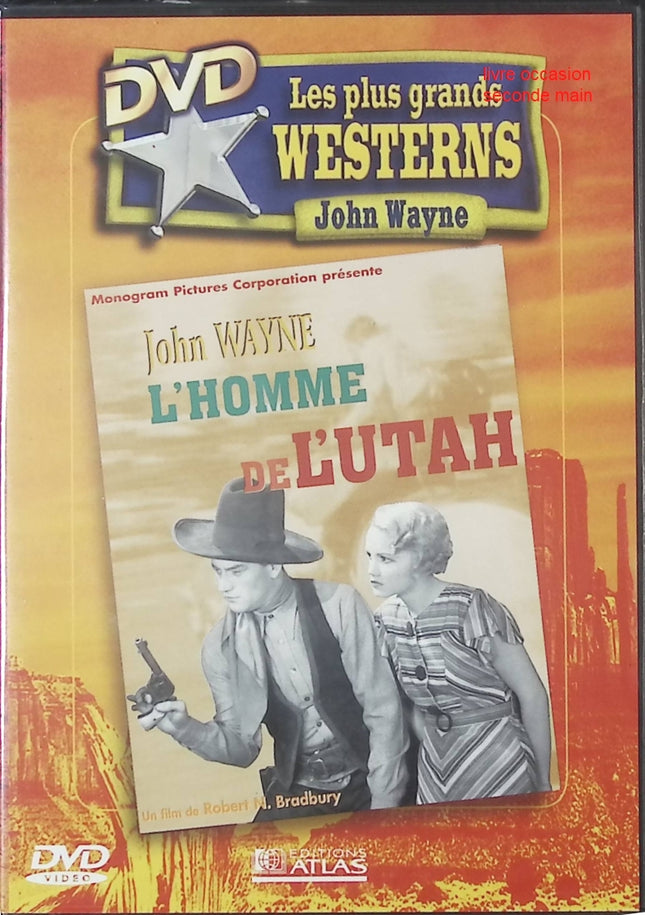 DVD
Les plus grands
WESTERNS
John Wayne
livre occasion
seconde main
Monogram Pictures Corporation présente
John WAYNE
L'HOMME
DE L'UTAH
Un film de Robert N. Bradbury
DVD
VIDEO
EDITIONS
ATLAS